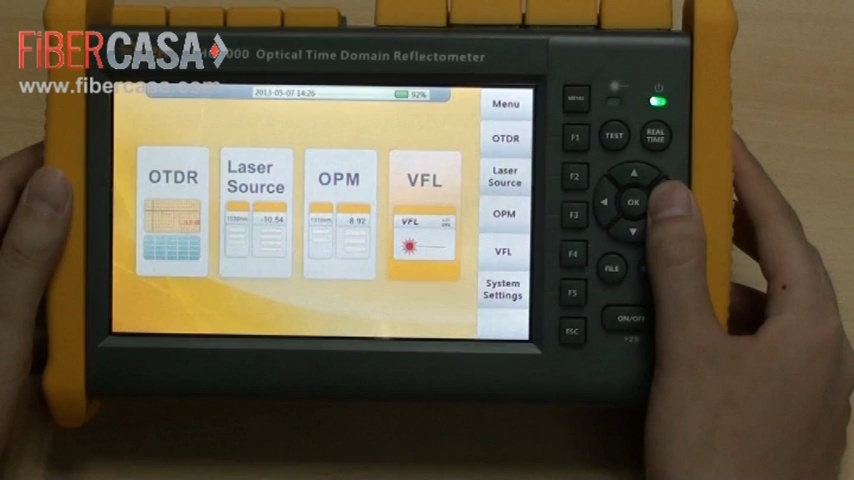 FiBERCASA
www.fibercasa.com
Optical Time Domain Reflectometer
2013-05-07 14:26
92%
Menu
OTDR
Laser
Source
OPM
VFL
System
Settings
OTDR
Laser
Source
-10.54
OPM
1310nm
-8.92
VFL
VFL
MENU
F1
F2
F3
F4
F5
ESC
TEST
REAL
TIME
OK
FILE
ON/OFF